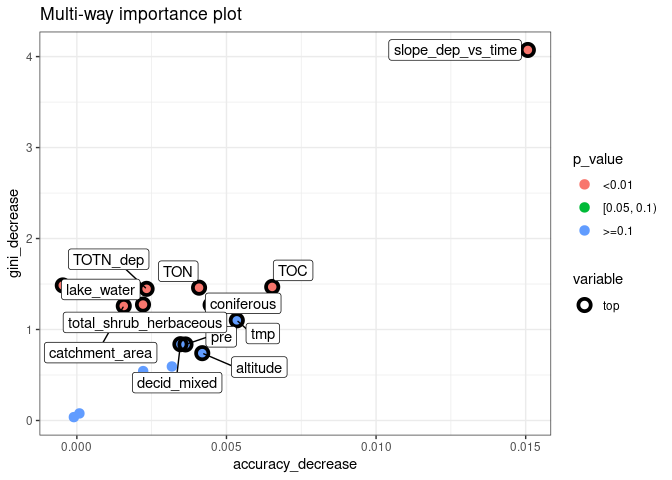 Multi-way importance plot
4
3
2
1
0
gini_decrease
slope_dep_vs_time
TOTN_dep
TON
TOC
lake_water
coniferous
total_shrub_herbaceous
pre
tmp
catchment_area
altitude
decid_mixed
0.000
0.005
0.010
0.015
accuracy_decrease
p_value
<0.01
[0.05, 0.1)
>=0.1
variable
top